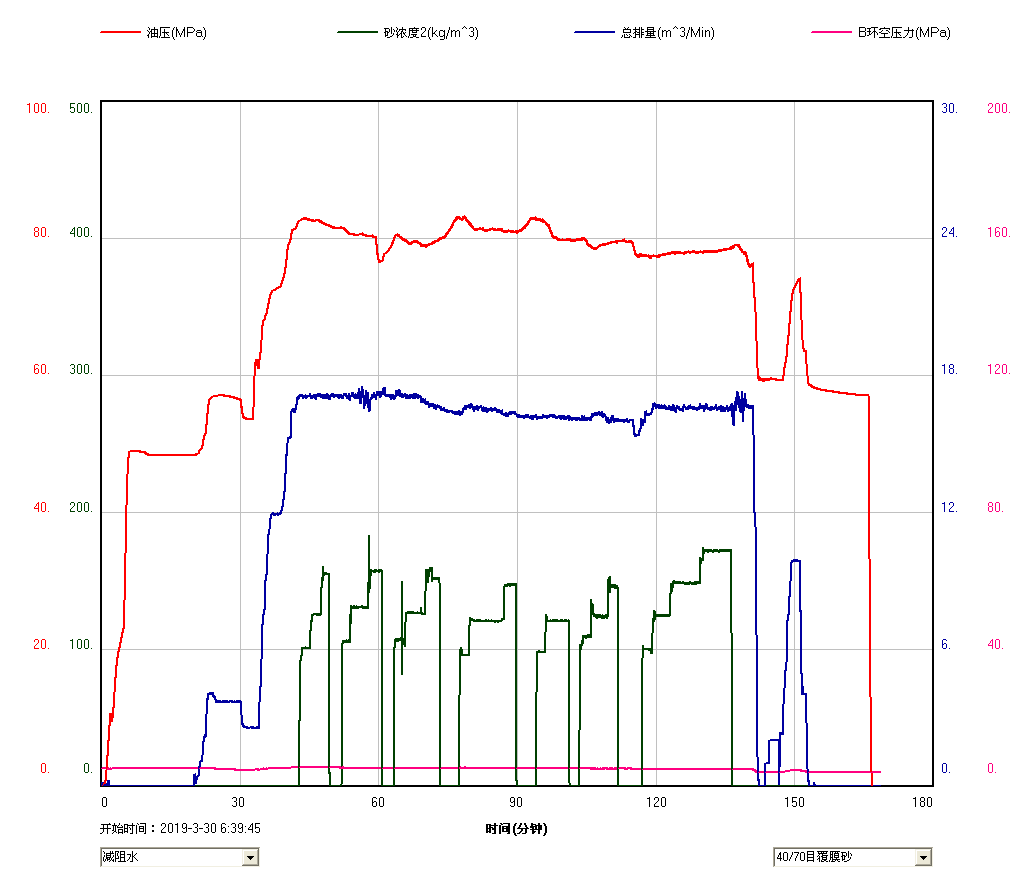 油压(MPa) 砂浓度2(kg/m^3) 总排量(m^3/Min) B环空压力(MPa)
100. 500. 30. 200.
80. 400. 24. 160.
60. 300. 18. 120.
40. 200. 12. 80.
20. 100. 6. 40.
0. 0. 0. 0.
0 30 60 90 120 150 180
开始时间：2019-3-30 6:39:45 时间(分钟)
减阻水 40/70目覆膜砂